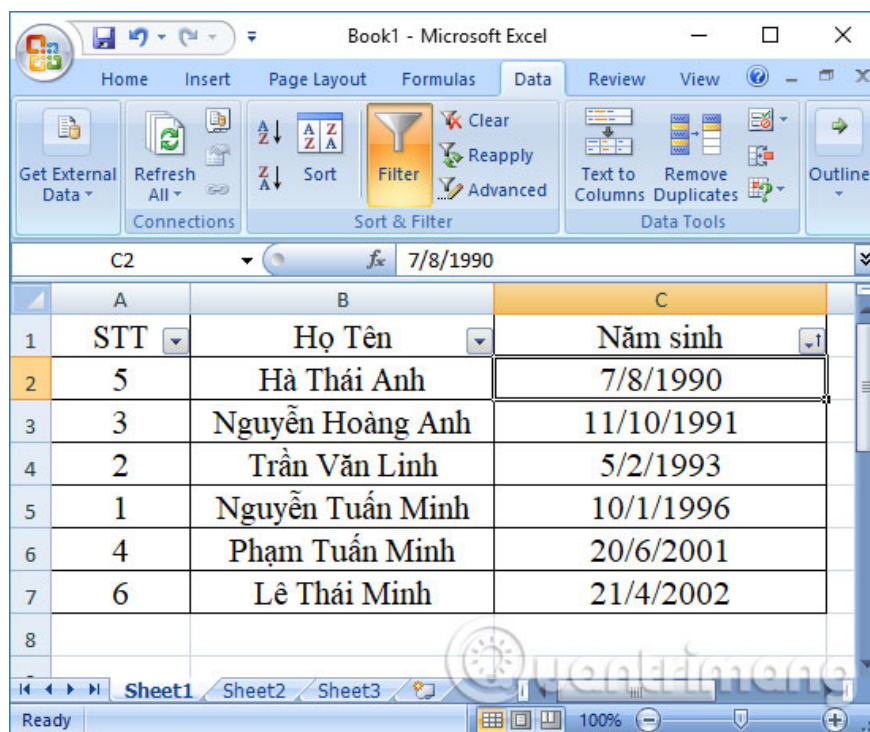 Book1 - Microsoft Excel
Home Insert Page Layout Formulas Data Review View
Get External Data
Refresh All
Connections
Sort
Filter
Clear
Reapply
Advanced
Sort & Filter
Text to Columns
Remove Duplicates
Data Tools
Outline
C2 fx 7/8/1990
A B C
1 STT Họ Tên Năm sinh
2 5 Hà Thái Anh 7/8/1990
3 3 Nguyễn Hoàng Anh 11/10/1991
4 2 Trần Văn Linh 5/2/1993
5 1 Nguyễn Tuấn Minh 10/1/1996
6 4 Phạm Tuấn Minh 20/6/2001
7 6 Lê Thái Minh 21/4/2002
8
Quantrimang
Sheet1 Sheet2 Sheet3
Ready 100%